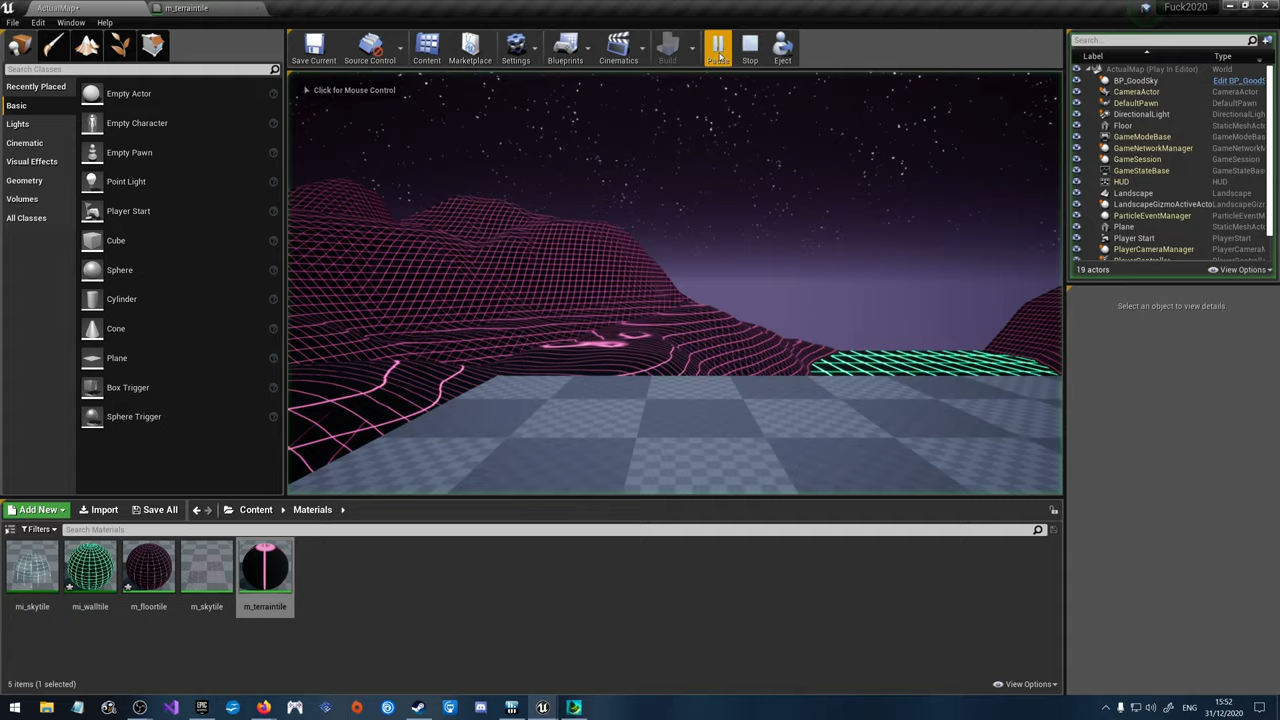 ActualMap*
m_terraintile
Fuck2020
File Edit Window Help
Search Classes
Recently Placed
Basic
Lights
Cinematic
Visual Effects
Geometry
Volumes
All Classes
Empty Actor
Empty Character
Empty Pawn
Point Light
Player Start
Cube
Sphere
Cylinder
Cone
Plane
Box Trigger
Sphere Trigger
Save Current
Source Control
Content
Marketplace
Settings
Blueprints
Cinematics
Build
Pause
Stop
Eject
Click for Mouse Control
Search...
Label Type
ActualMap (Play In Editor) World
BP_GoodSky Edit BP_GoodS
CameraActor CameraActor
DefaultPawn DefaultPawn
DirectionalLight DirectionalLigh
Floor StaticMeshActo
GameModeBase GameModeBas
GameNetworkManager GameNetworkM
GameSession GameSession
GameStateBase GameStateBas
HUD HUD
Landscape Landscape
LandscapeGizmoActiveActo LandscapeGizm
ParticleEventManager ParticleEventM
Plane StaticMeshActo
Player Start PlayerStart
PlayerCameraManager PlayerCameraM
19 actors
View Options
Select an object to view details.
Add New Import Save All Content Materials
Filters Search Materials
mi_skytile
mi_walltile
m_floortile
m_skytile
m_terraintile
5 items (1 selected)
View Options
ENG
15:52
31/12/2020